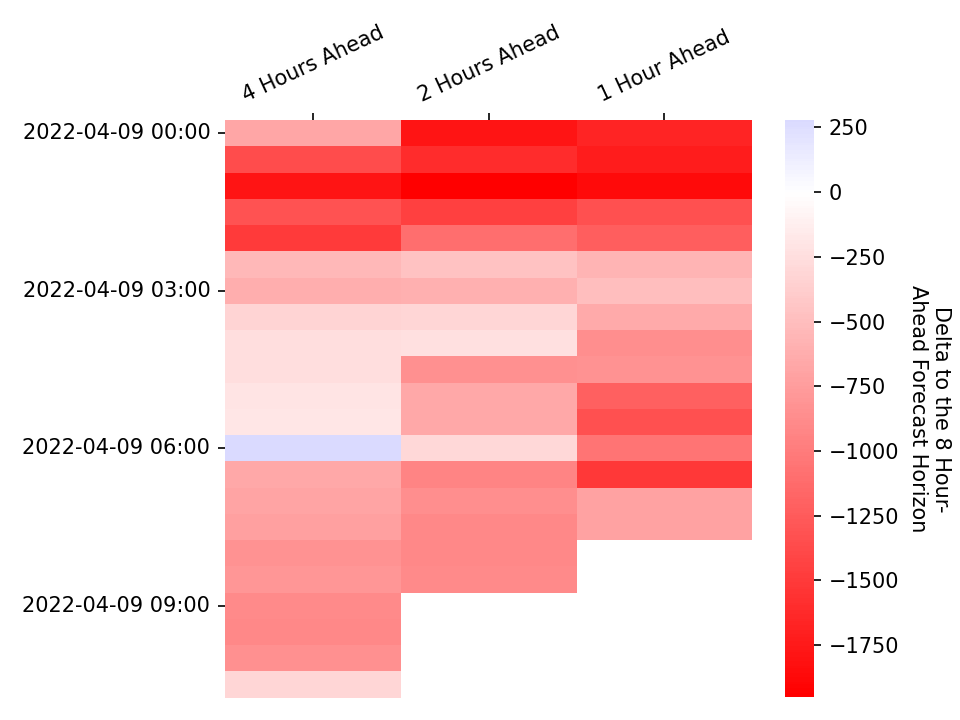 4 Hours Ahead
2 Hours Ahead
1 Hour Ahead
2022-04-09 00:00
2022-04-09 03:00
2022-04-09 06:00
2022-04-09 09:00
250
0
−250
−500
−750
−1000
−1250
−1500
−1750
Delta to the 8 Hour-
Ahead Forecast Horizon